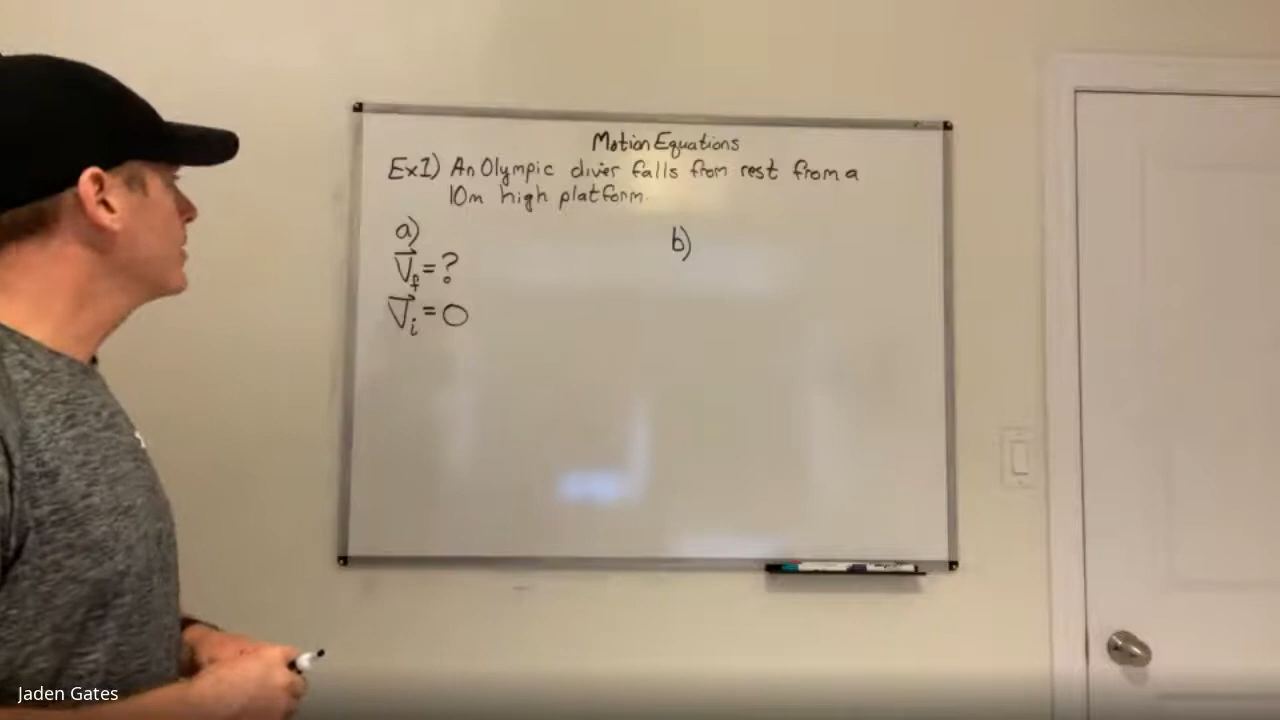 Motion Equations
Ex1) An Olympic diver falls from rest from a
10m high platform.
a)
V⃗f = ?
V⃗i = 0
b)
Jaden Gates